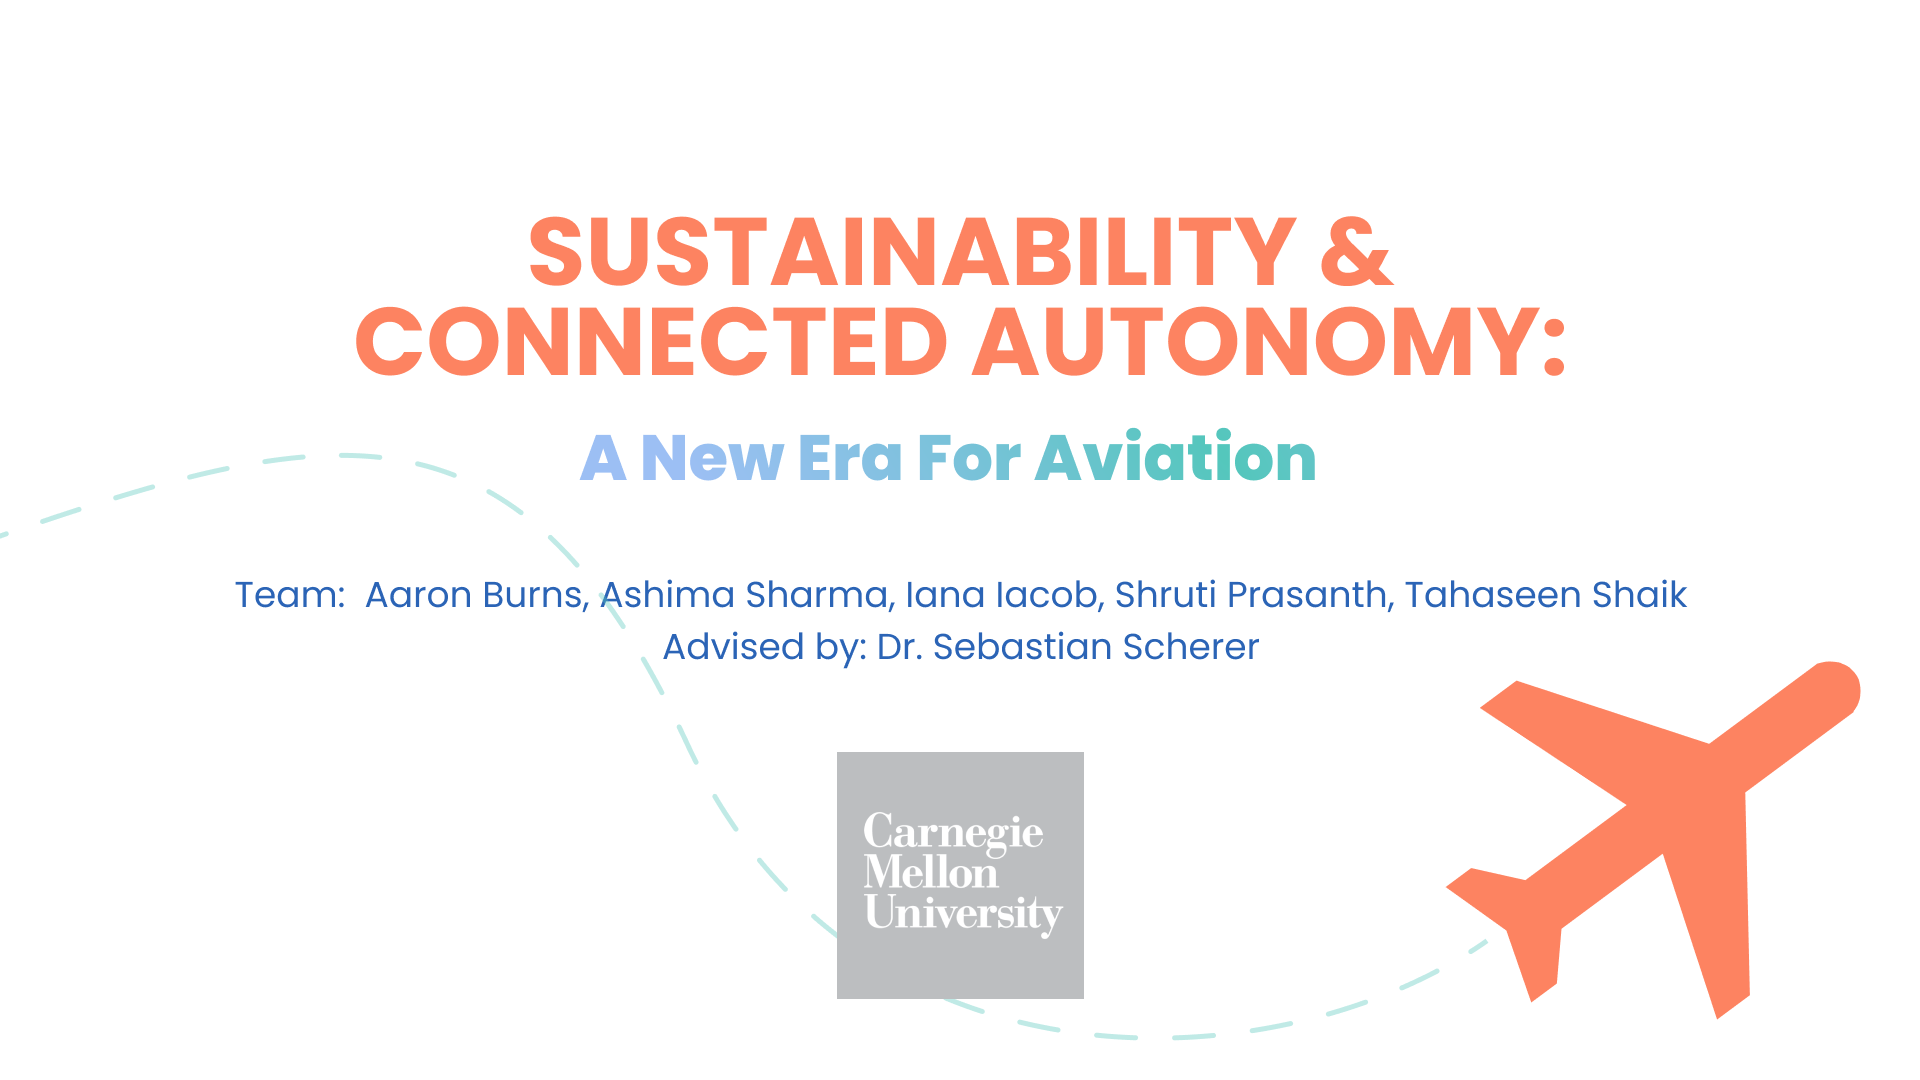 SUSTAINABILITY &
CONNECTED AUTONOMY:
A New Era For Aviation
Team:  Aaron Burns, Ashima Sharma, Iana Iacob, Shruti Prasanth, Tahaseen Shaik
Advised by: Dr. Sebastian Scherer
Carnegie
Mellon
University